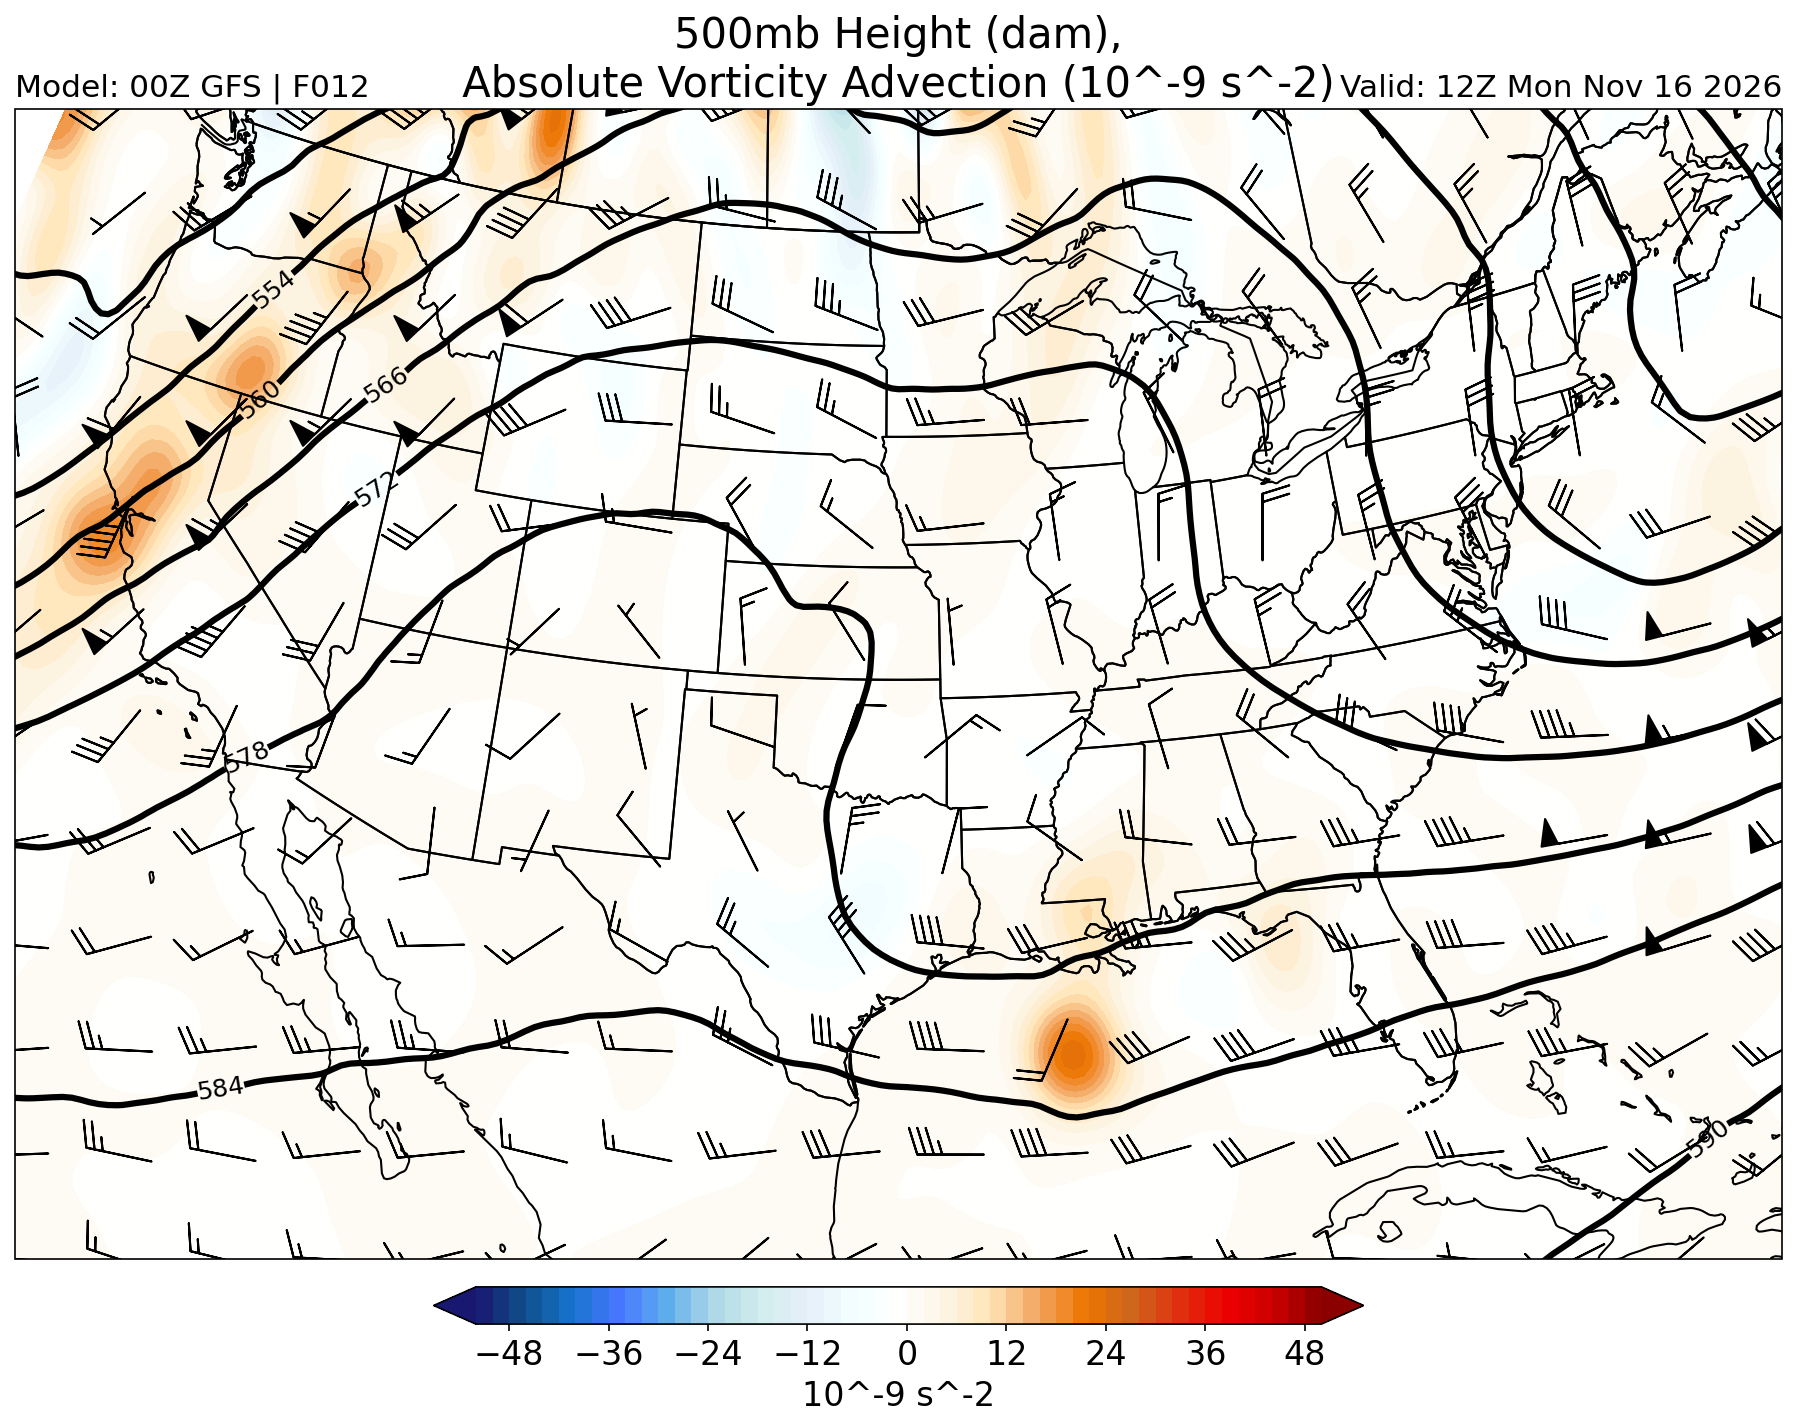 500mb Height (dam),
Model: 00Z GFS | F012
Absolute Vorticity Advection (10^-9 s^-2)
Valid: 12Z Mon Nov 16 2026
554
560
566
572
578
584
590
−48 −36 −24 −12 0 12 24 36 48
10^-9 s^-2